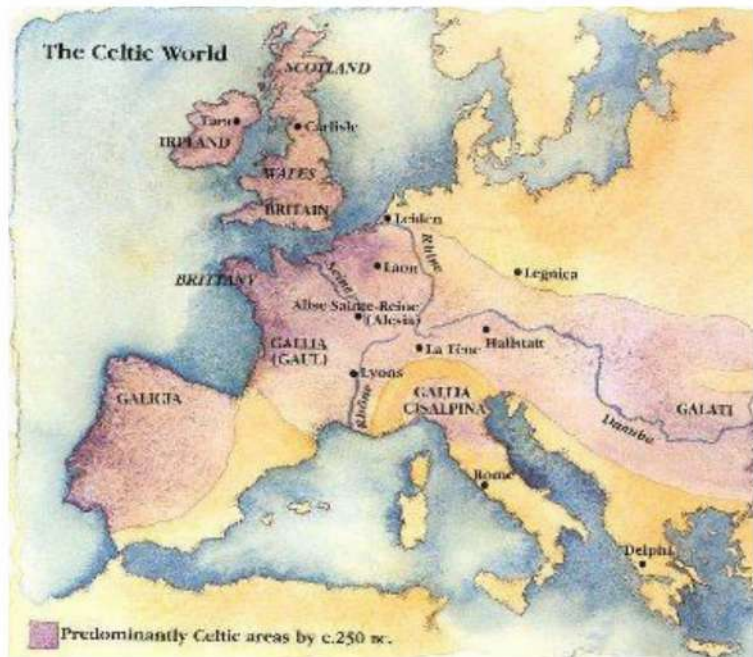 The Celtic World
SCOTLAND
Tara
Carlisle
IRELAND
WALES
BRITAIN
Leiden
Rhine
BRITTANY
Seine
Laon
Legnica
Alise Sainte-Reine
(Alesia)
GALLIA
(GAUL)
Hallstatt
La Tène
Lyons
Rhône
GALICIA
GALLIA
CISALPINA
GALATI
Danube
Rome
Delphi
Predominantly Celtic areas by c.250 BC.